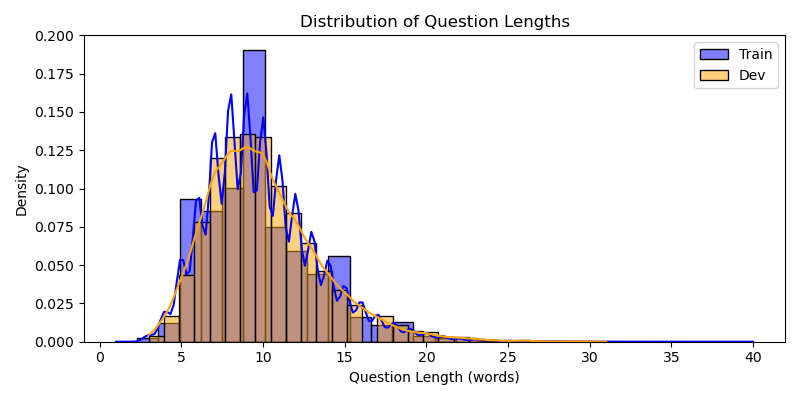 Distribution of Question Lengths
Train
Dev
Density
0.200
0.175
0.150
0.125
0.100
0.075
0.050
0.025
0.000
0 5 10 15 20 25 30 35 40
Question Length (words)